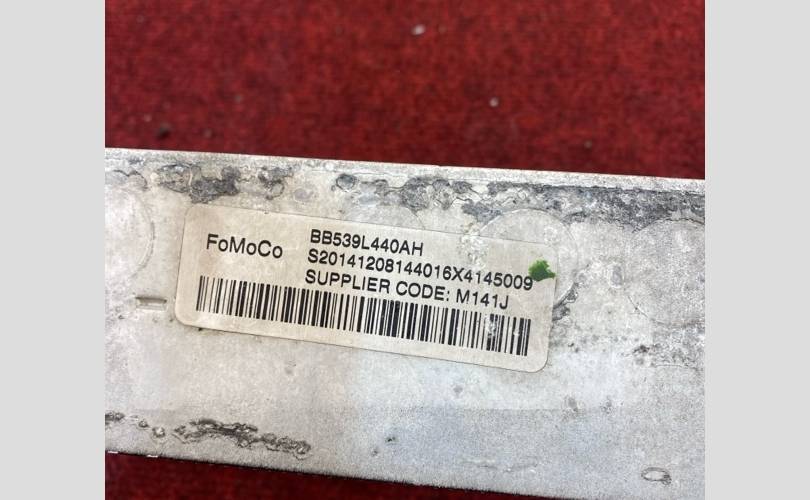 FoMoCo
BB539L440AH
S20141208144016X4145009
SUPPLIER CODE: M141J